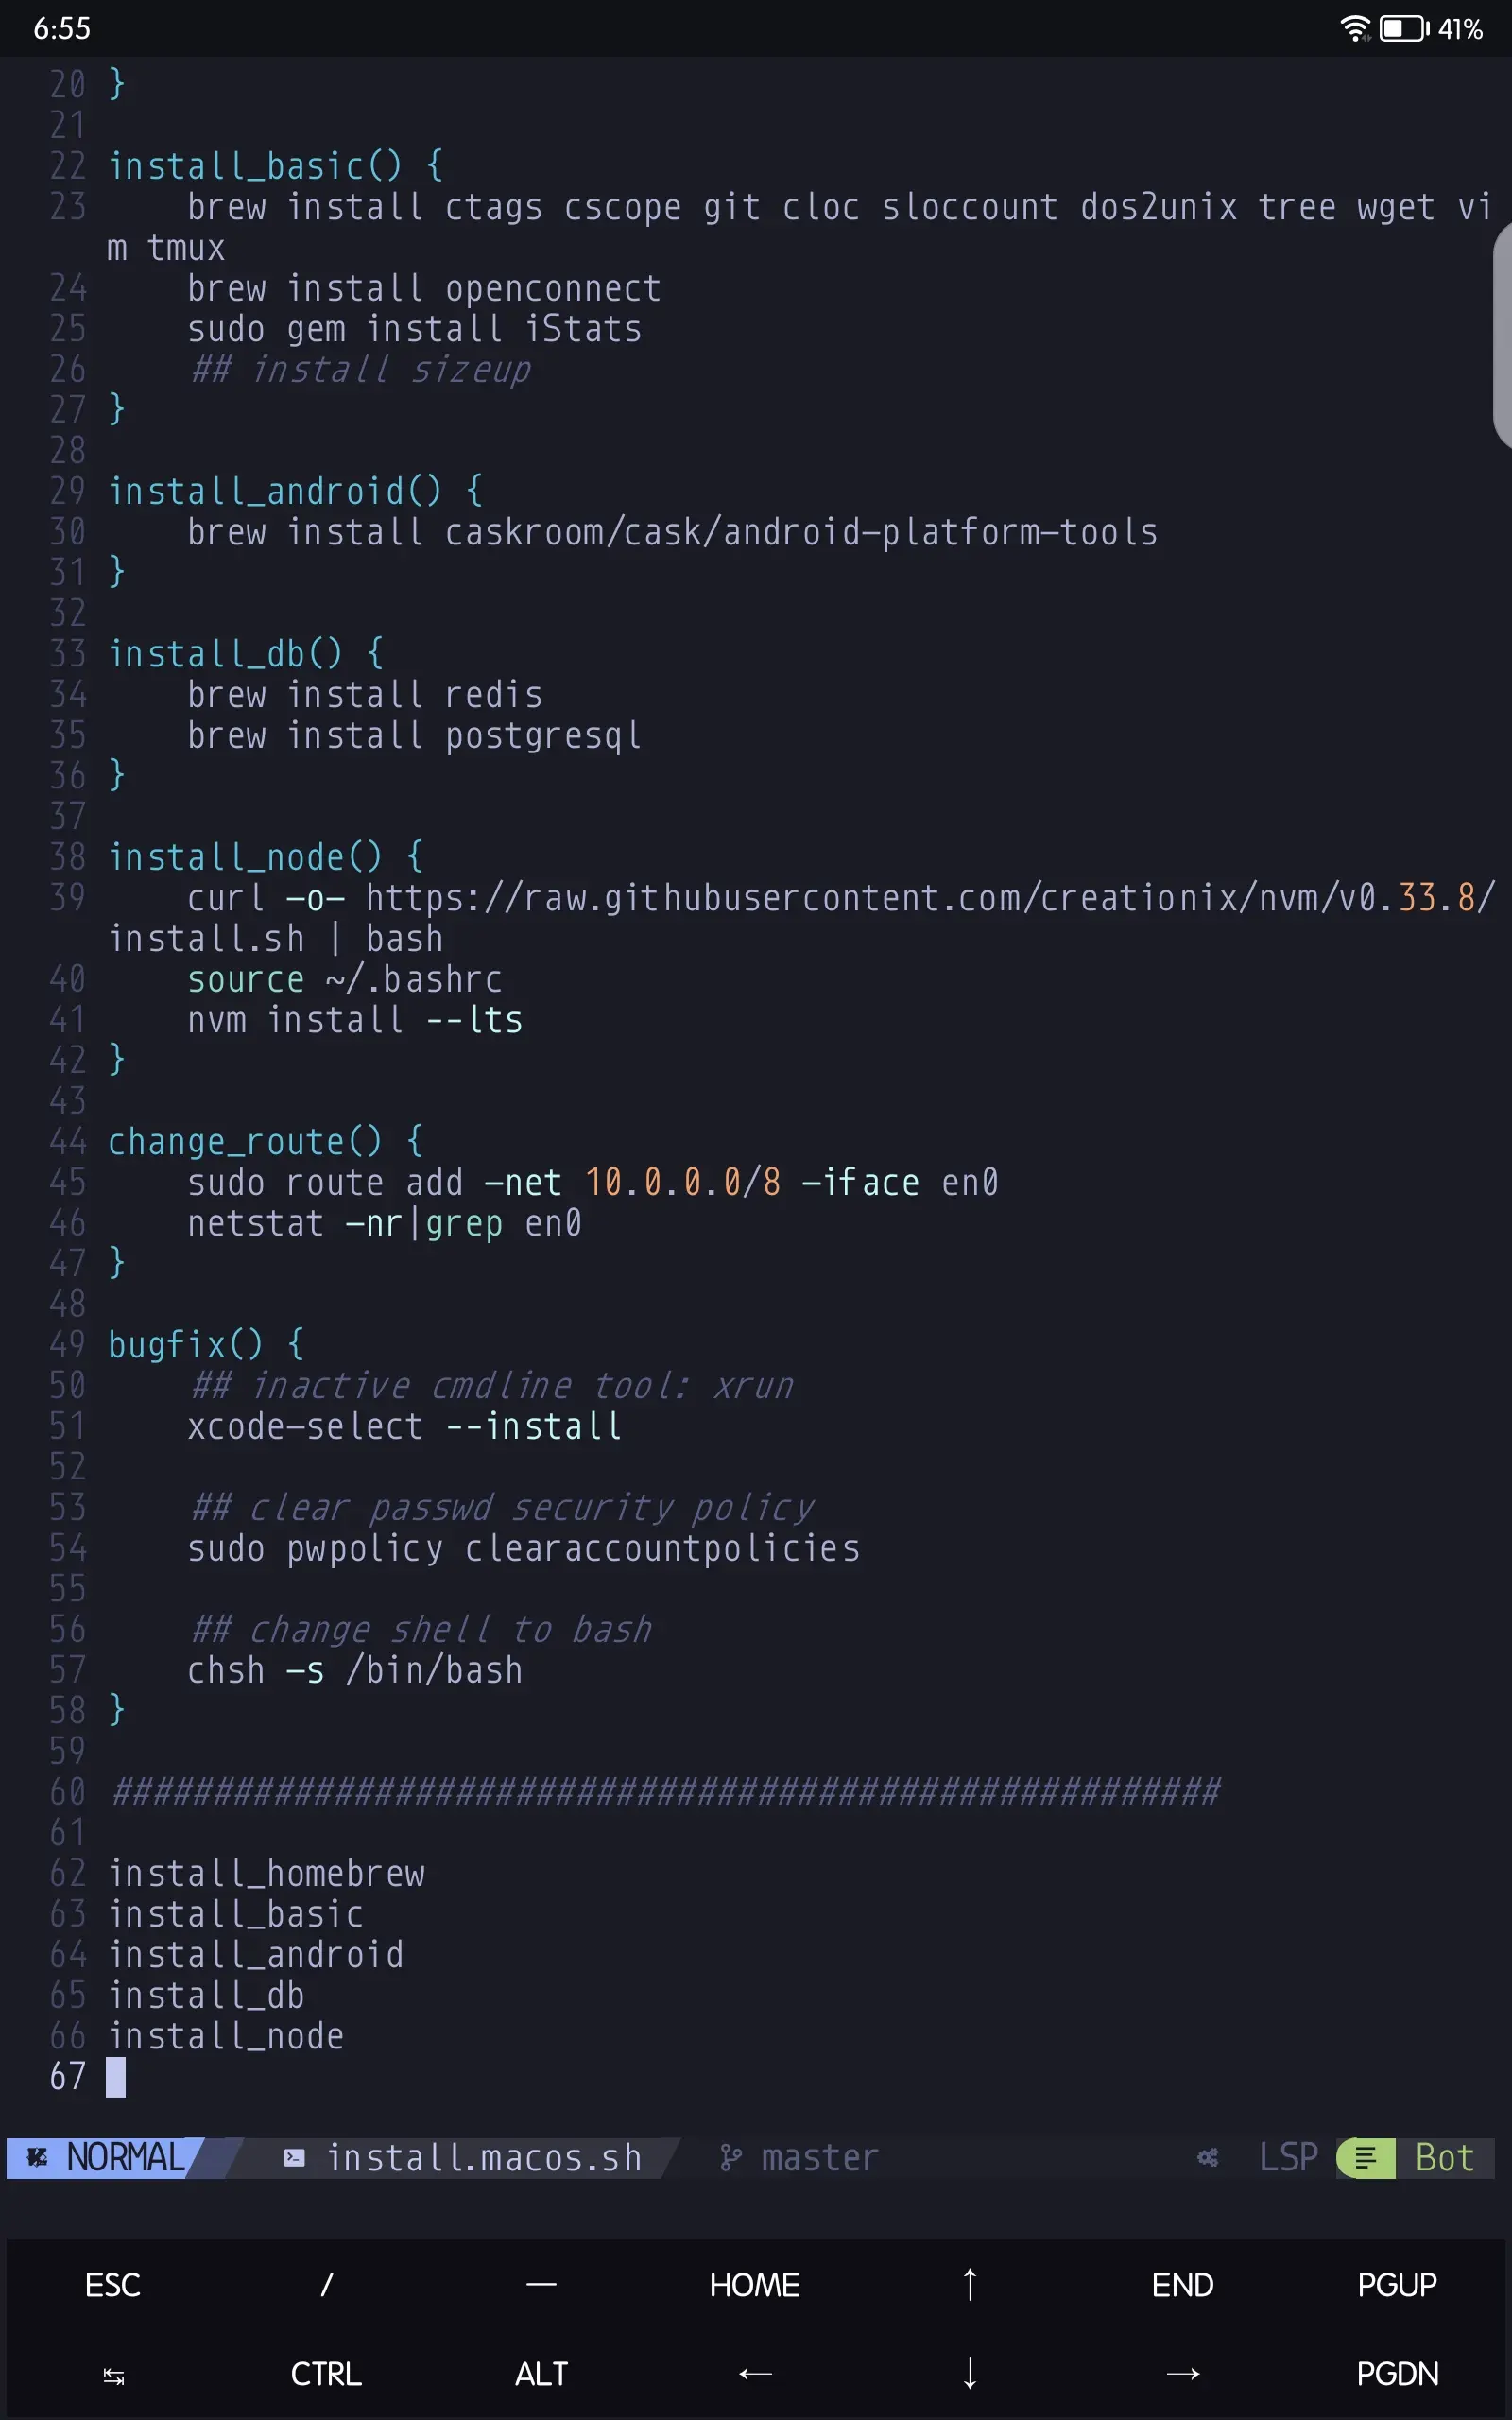 6:55 41%
20 }
21
22 install_basic() {
23     brew install ctags cscope git cloc sloccount dos2unix tree wget vi
m tmux
24     brew install openconnect
25     sudo gem install iStats
26     ## install sizeup
27 }
28
29 install_android() {
30     brew install caskroom/cask/android-platform-tools
31 }
32
33 install_db() {
34     brew install redis
35     brew install postgresql
36 }
37
38 install_node() {
39     curl -o- https://raw.githubusercontent.com/creationix/nvm/v0.33.8/
install.sh | bash
40     source ~/.bashrc
41     nvm install --lts
42 }
43
44 change_route() {
45     sudo route add -net 10.0.0.0/8 -iface en0
46     netstat -nr|grep en0
47 }
48
49 bugfix() {
50     ## inactive cmdline tool: xrun
51     xcode-select --install
52
53     ## clear passwd security policy
54     sudo pwpolicy clearaccountpolicies
55
56     ## change shell to bash
57     chsh -s /bin/bash
58 }
59
60 ########################################################
61
62 install_homebrew
63 install_basic
64 install_android
65 install_db
66 install_node
67
NORMAL install.macos.sh master LSP Bot
ESC / — HOME ↑ END PGUP
↹ CTRL ALT ← ↓ → PGDN